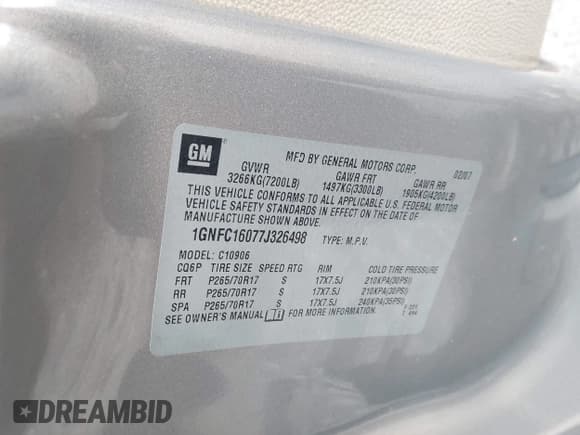 GM
MFD BY GENERAL MOTORS CORP. 02/07
GVWR GAWR FRT GAWR RR
3266KG(7200LB) 1497KG(3300LB) 1905KG(4200LB)
THIS VEHICLE CONFORMS TO ALL APPLICABLE U.S. FEDERAL MOTOR
VEHICLE SAFETY STANDARDS IN EFFECT ON THE DATE OF
MANUFACTURE SHOWN ABOVE.
1GNFC16077J326498 TYPE: M.P.V.
MODEL: C10906
CQ6P TIRE SIZE SPEED RTG RIM COLD TIRE PRESSURE
FRT P265/70R17 S 17X7.5J 210KPA(30PSI)
RR P265/70R17 S 17X7.5J 210KPA(30PSI)
SPA P265/70R17 S 17X7.5J 240KPA(35PSI)
SEE OWNER'S MANUAL FOR MORE INFORMATION.
DREAMBID